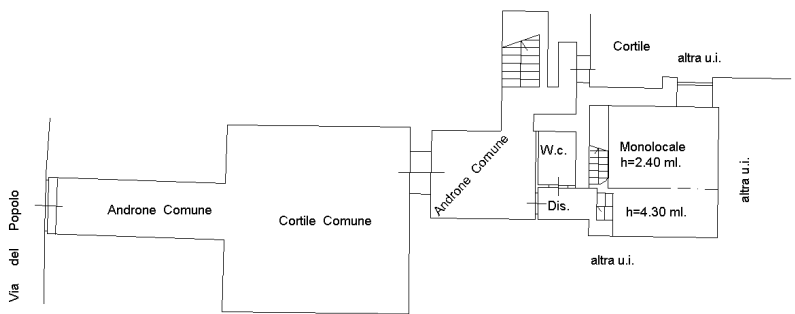 Cortile
altra u.i.
Monolocale
h=2.40 ml.
W.c.
Androne Comune
altra u.i.
Androne Comune
Dis.
h=4.30 ml.
Cortile Comune
Via del Popolo
altra u.i.